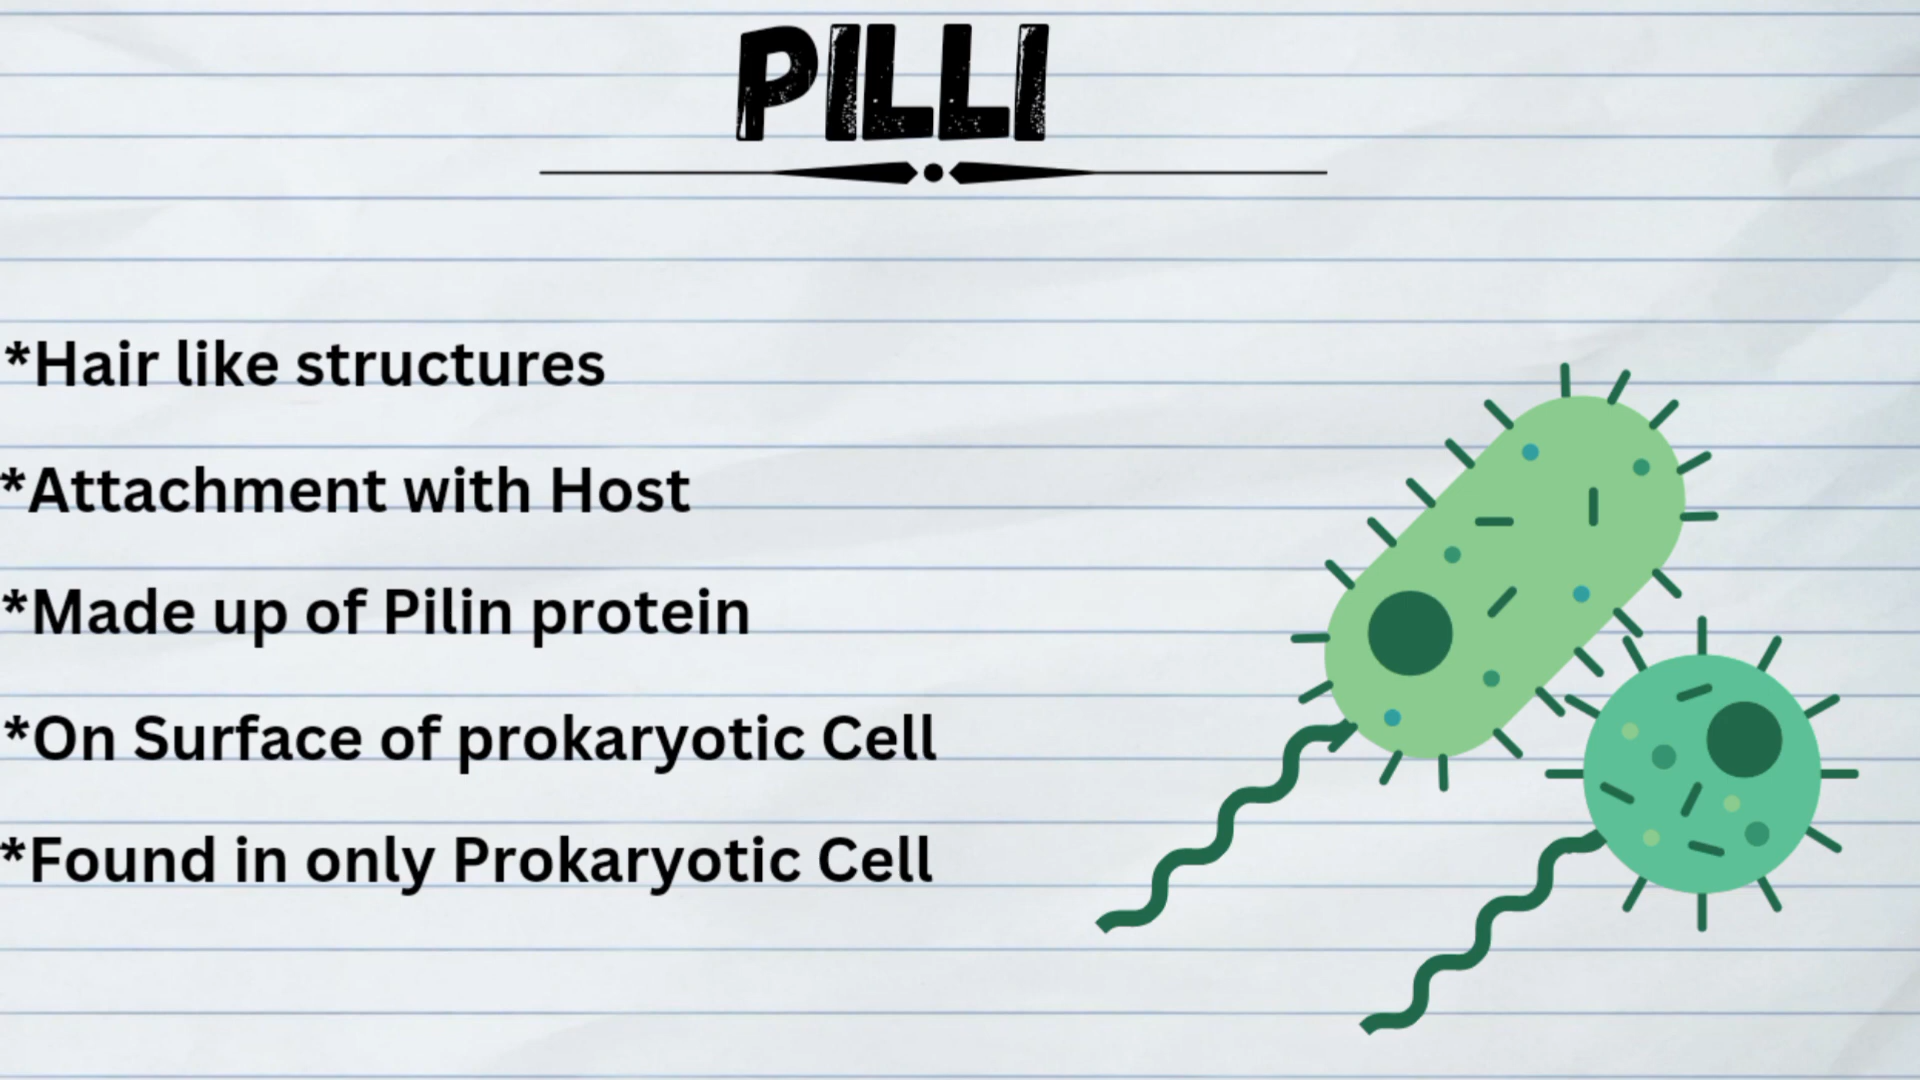 PILLI
*Hair like structures
*Attachment with Host
*Made up of Pilin protein
*On Surface of prokaryotic Cell
*Found in only Prokaryotic Cell